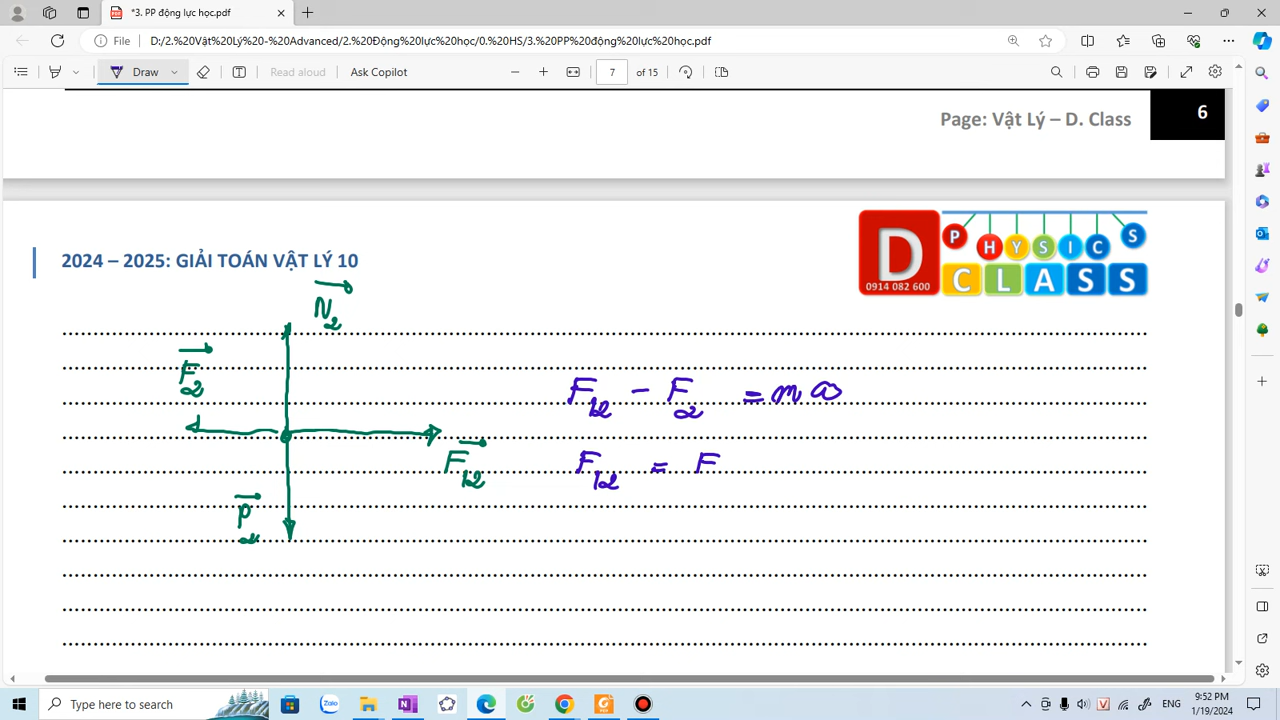 *3. PP động lực học.pdf
File
D:/2.%20Vật%20Lý%20-%20Advanced/2.%20Động%20lực%20học/0.%20HS/3.%20PP%20động%20lực%20học.pdf
Draw
Read aloud
Ask Copilot
7 of 15
Page: Vật Lý – D. Class
6
2024 – 2025: GIẢI TOÁN VẬT LÝ 10
D
0914 082 600
PHYSICS
CLASS
N₂
F₂
F₁₂ - F₂ = ma
F₁₂
F₁₂ = F
P₂
Type here to search
Zalo
V
ENG
9:52 PM
1/19/2024